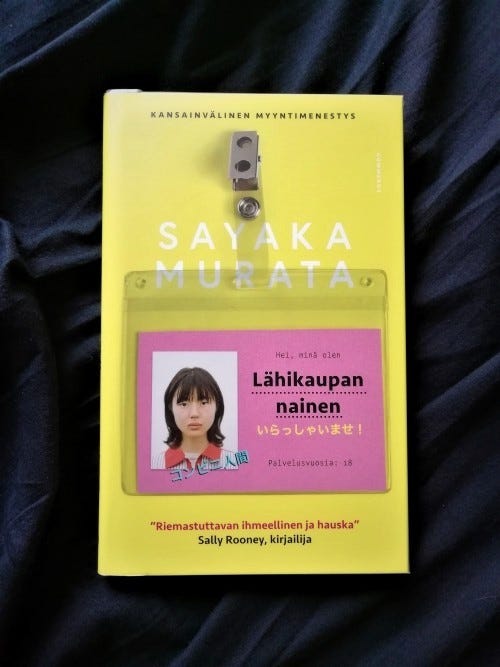 KANSAINVÄLINEN MYYNTIMENESTYS
SAYAKA
MURATA
Hei, minä olen
Lähikaupan
nainen
いらっしゃいませ！
コンビニ人間
Palvelusvuosia: 18
”Riemastuttavan ihmeellinen ja hauska”
Sally Rooney, kirjailija